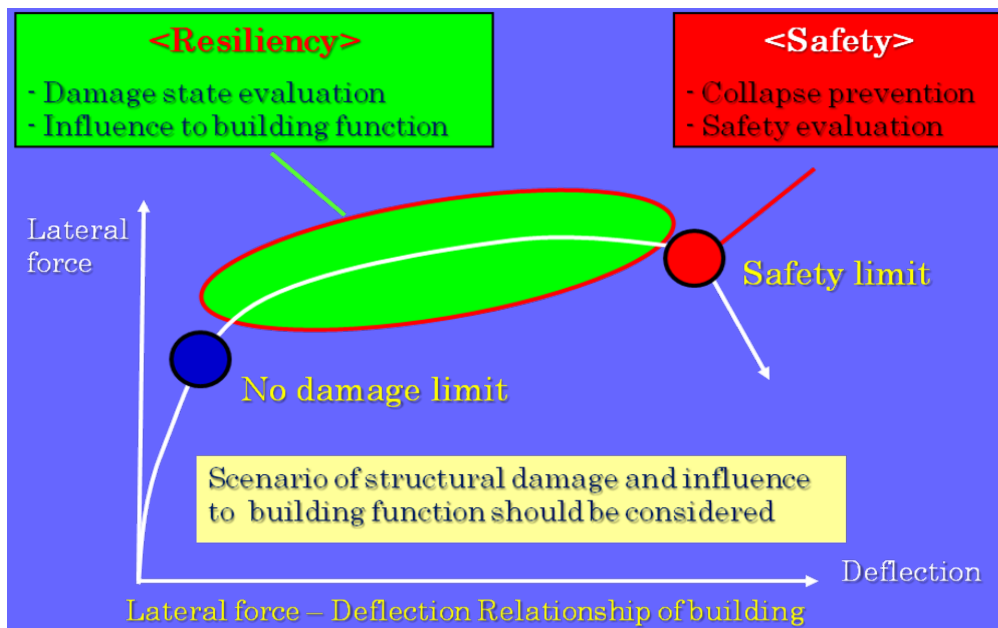 <Resiliency>
- Damage state evaluation
- Influence to building function
<Safety>
- Collapse prevention
- Safety evaluation
Lateral
force
Safety limit
No damage limit
Scenario of structural damage and influence
to building function should be considered
Deflection
Lateral force – Deflection Relationship of building